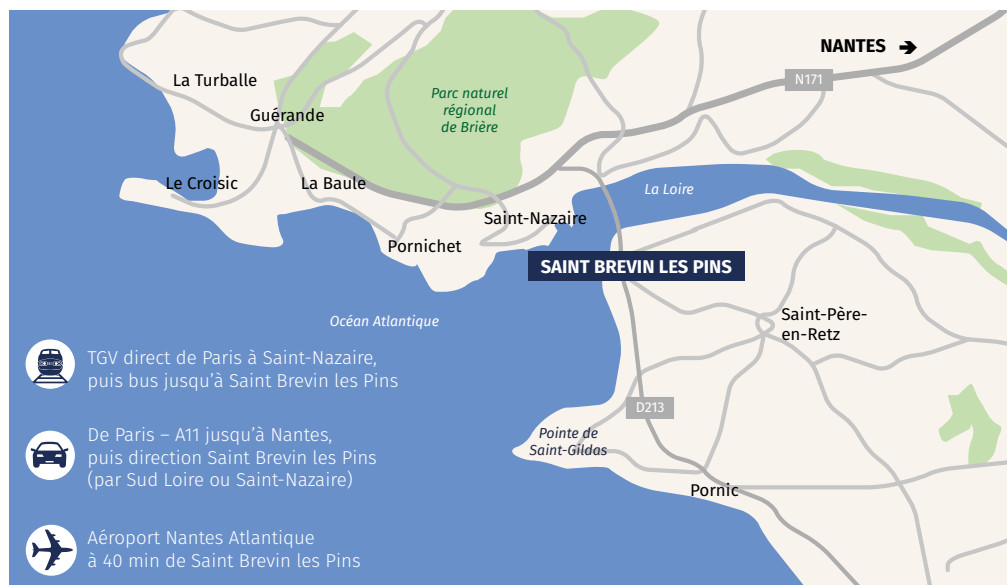 NANTES
N171
La Turballe
Parc naturel
régional
de Brière
Guérande
Le Croisic
La Baule
La Loire
Saint-Nazaire
Pornichet
SAINT BREVIN LES PINS
Océan Atlantique
Saint-Père-
en-Retz
TGV direct de Paris à Saint-Nazaire,
puis bus jusqu’à Saint Brevin les Pins
D213
De Paris – A11 jusqu’à Nantes,
puis direction Saint Brevin les Pins
(par Sud Loire ou Saint-Nazaire)
Pointe de
Saint-Gildas
Pornic
Aéroport Nantes Atlantique
à 40 min de Saint Brevin les Pins